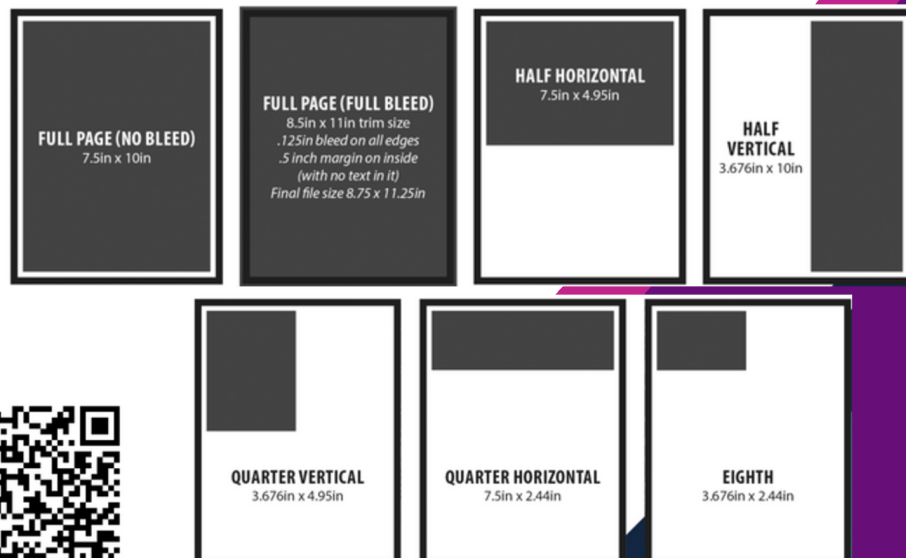 FULL PAGE (NO BLEED)
7.5in x 10in
FULL PAGE (FULL BLEED)
8.5in x 11in trim size
.125in bleed on all edges
.5 inch margin on inside
(with no text in it)
Final file size 8.75 x 11.25in
HALF HORIZONTAL
7.5in x 4.95in
HALF
VERTICAL
3.676in x 10in
QUARTER VERTICAL
3.676in x 4.95in
QUARTER HORIZONTAL
7.5in x 2.44in
EIGHTH
3.676in x 2.44in